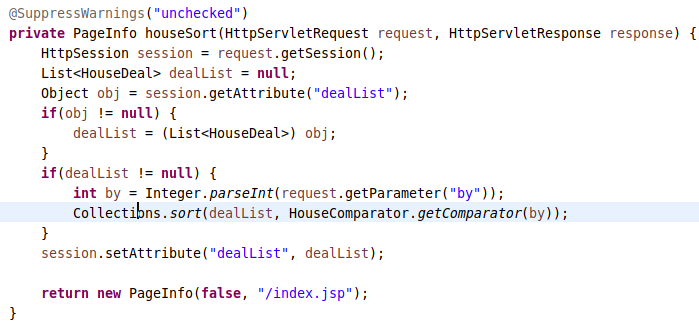 @SuppressWarnings("unchecked")
private PageInfo houseSort(HttpServletRequest request, HttpServletResponse response) {
    HttpSession session = request.getSession();
    List<HouseDeal> dealList = null;
    Object obj = session.getAttribute("dealList");
    if(obj != null) {
        dealList = (List<HouseDeal>) obj;
    }
    if(dealList != null) {
        int by = Integer.parseInt(request.getParameter("by"));
        Collections.sort(dealList, HouseComparator.getComparator(by));
    }
    session.setAttribute("dealList", dealList);

    return new PageInfo(false, "/index.jsp");
}